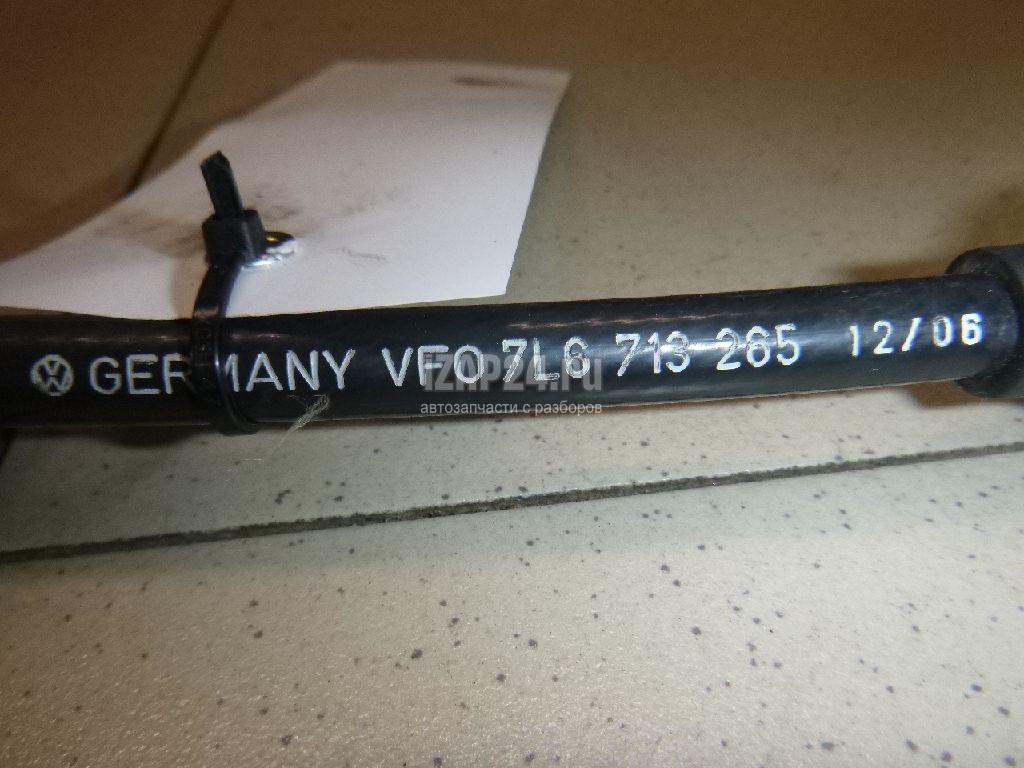 GERMANY VFO 7L6 713 265 12/06
iZAP24.ru
автозапчасти с разборов